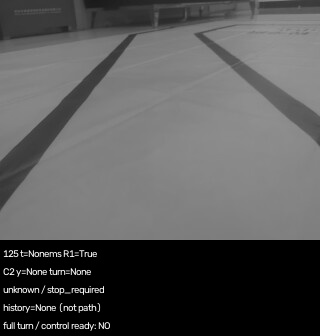 125 t=Nonems R1=True
C2 y=None turn=None
unknown / stop_required
history=None (not path)
full turn / control ready: NO